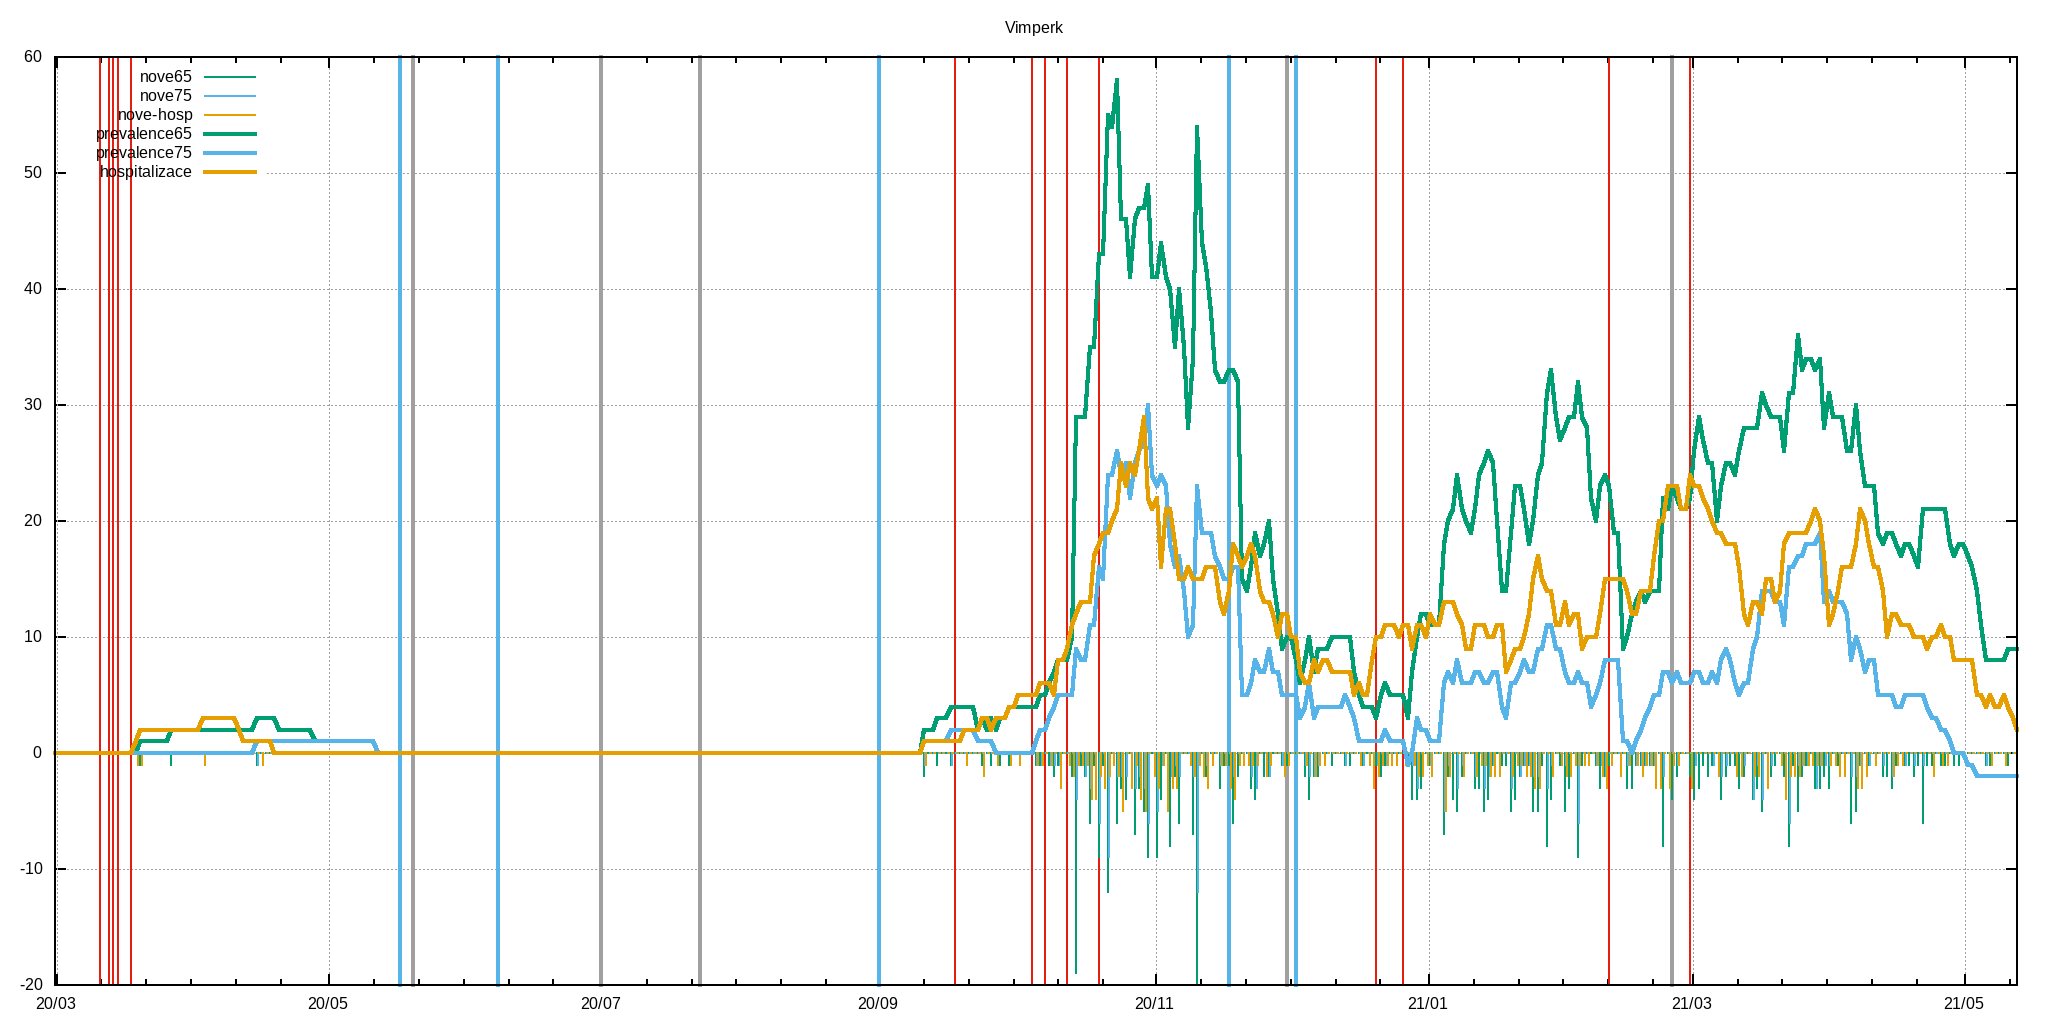 Vimperk
60
50
40
30
20
10
0
-10
-20
nove65
nove75
nove-hosp
prevalence65
prevalence75
hospitalizace
20/03 20/05 20/07 20/09 20/11 21/01 21/03 21/05